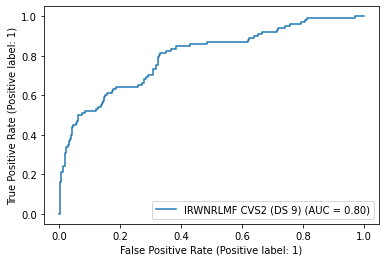 1.0
0.8
0.6
0.4
0.2
0.0
True Positive Rate (Positive label: 1)
IRWNRLMF CVS2 (DS 9) (AUC = 0.80)
0.0 0.2 0.4 0.6 0.8 1.0
False Positive Rate (Positive label: 1)